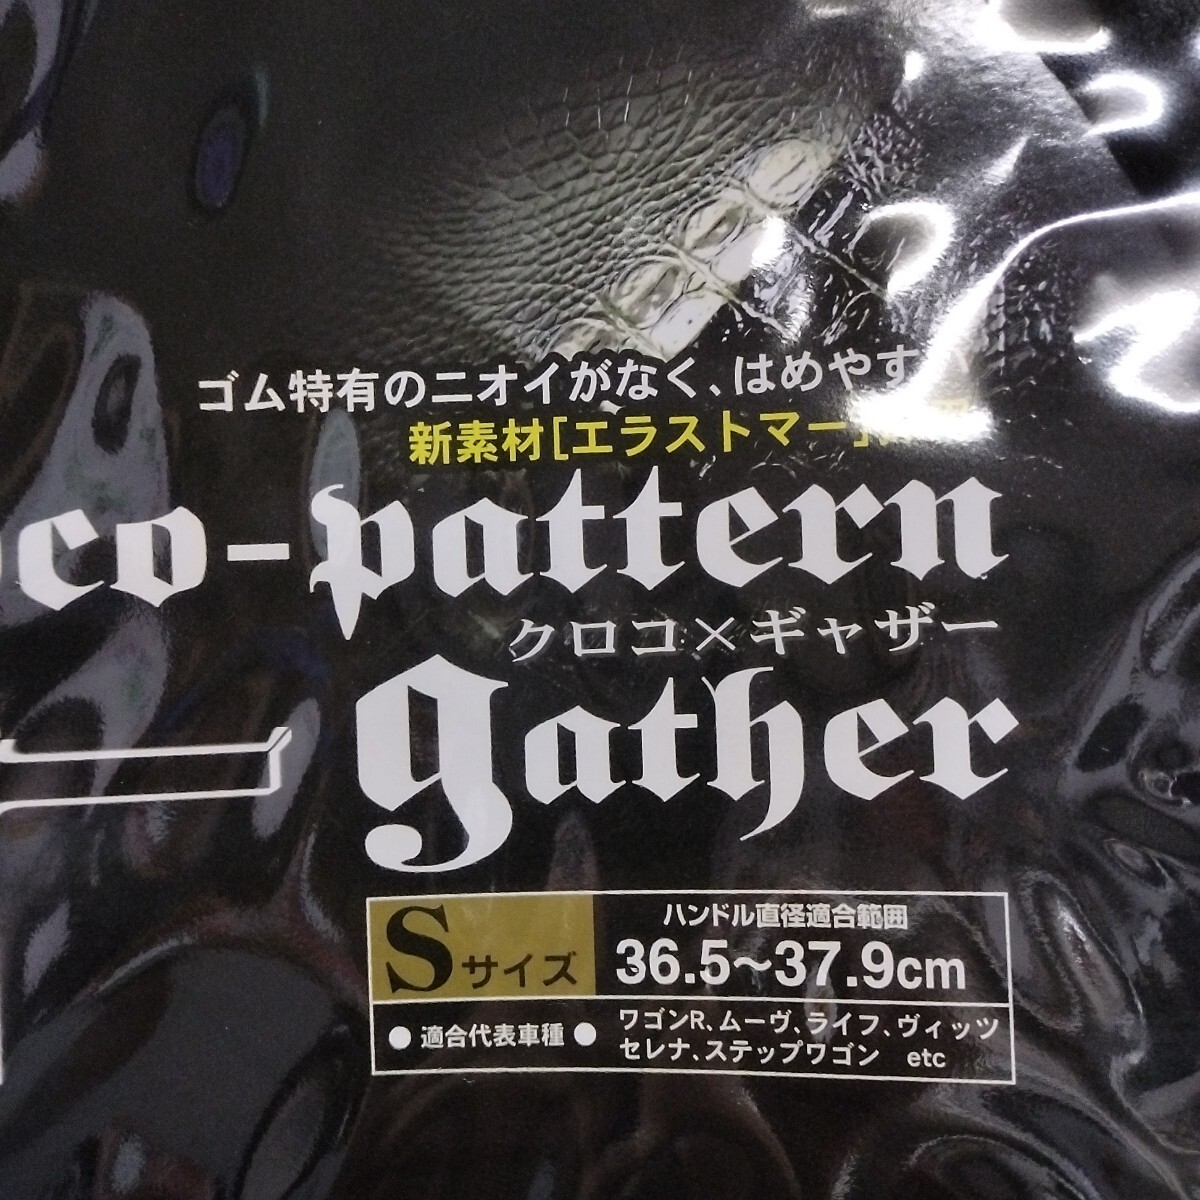 ゴム特有のニオイがなく、はめやす
新素材[エラストマー]
co-pattern
クロコ×ギャザー
gather
Sサイズ
ハンドル直径適合範囲
36.5〜37.9cm
●適合代表車種●
ワゴンR、ムーヴ、ライフ、ヴィッツ
セレナ、ステップワゴン etc